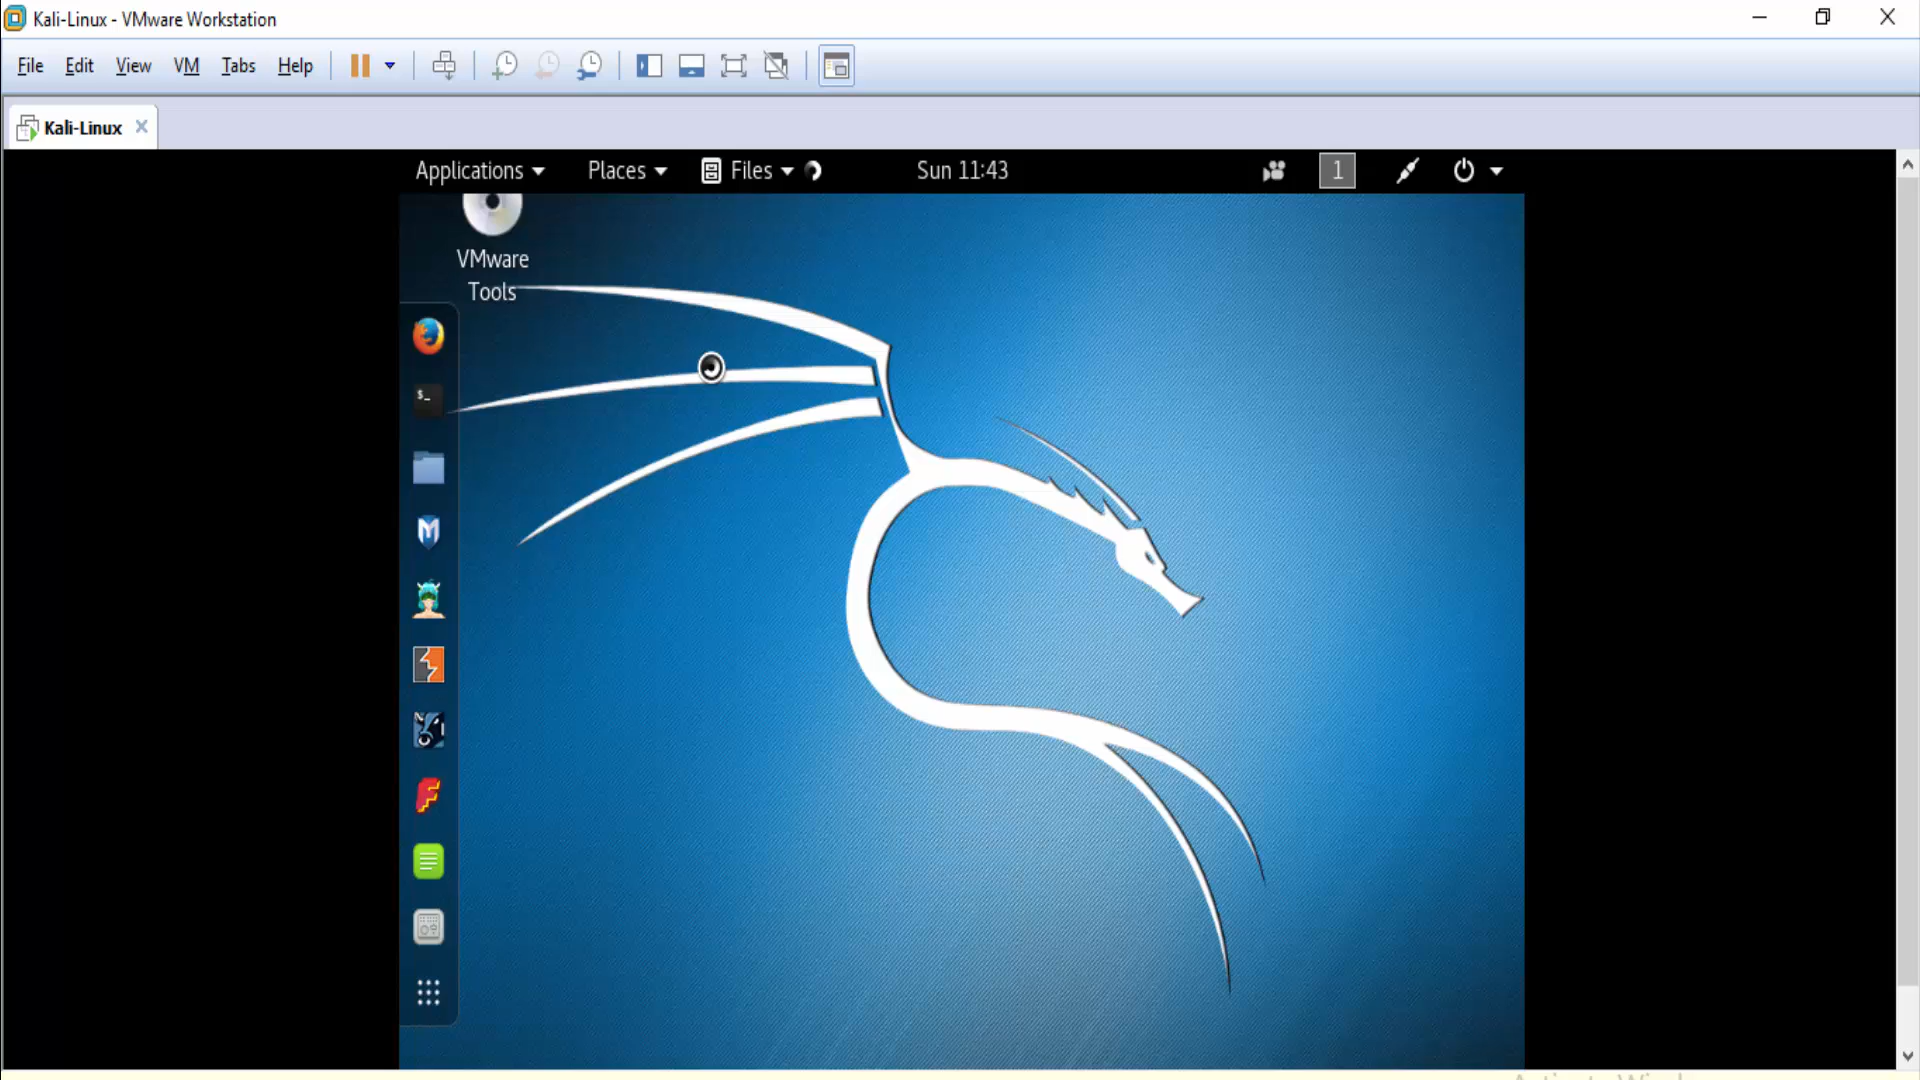 Kali-Linux - VMware Workstation
File Edit View VM Tabs Help
Kali-Linux
Applications Places Files Sun 11:43 1
VMware
Tools
$_